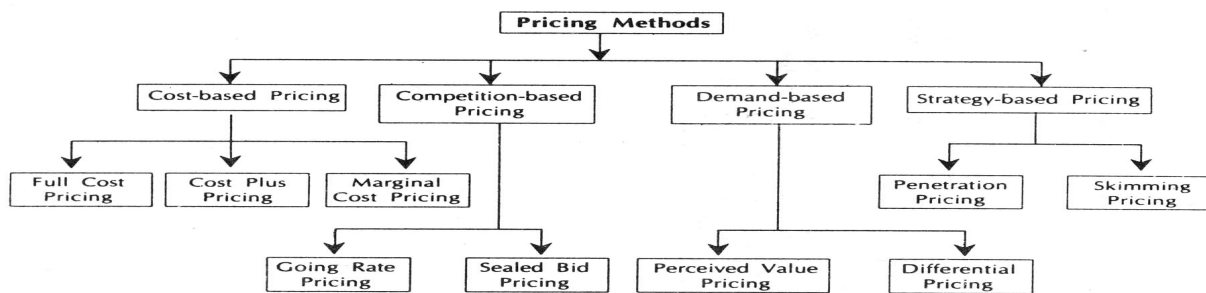 Pricing Methods
Cost-based Pricing
Competition-based
Pricing
Demand-based
Pricing
Strategy-based Pricing
Full Cost
Pricing
Cost Plus
Pricing
Marginal
Cost Pricing
Penetration
Pricing
Skimming
Pricing
Going Rate
Pricing
Sealed Bid
Pricing
Perceived Value
Pricing
Differential
Pricing